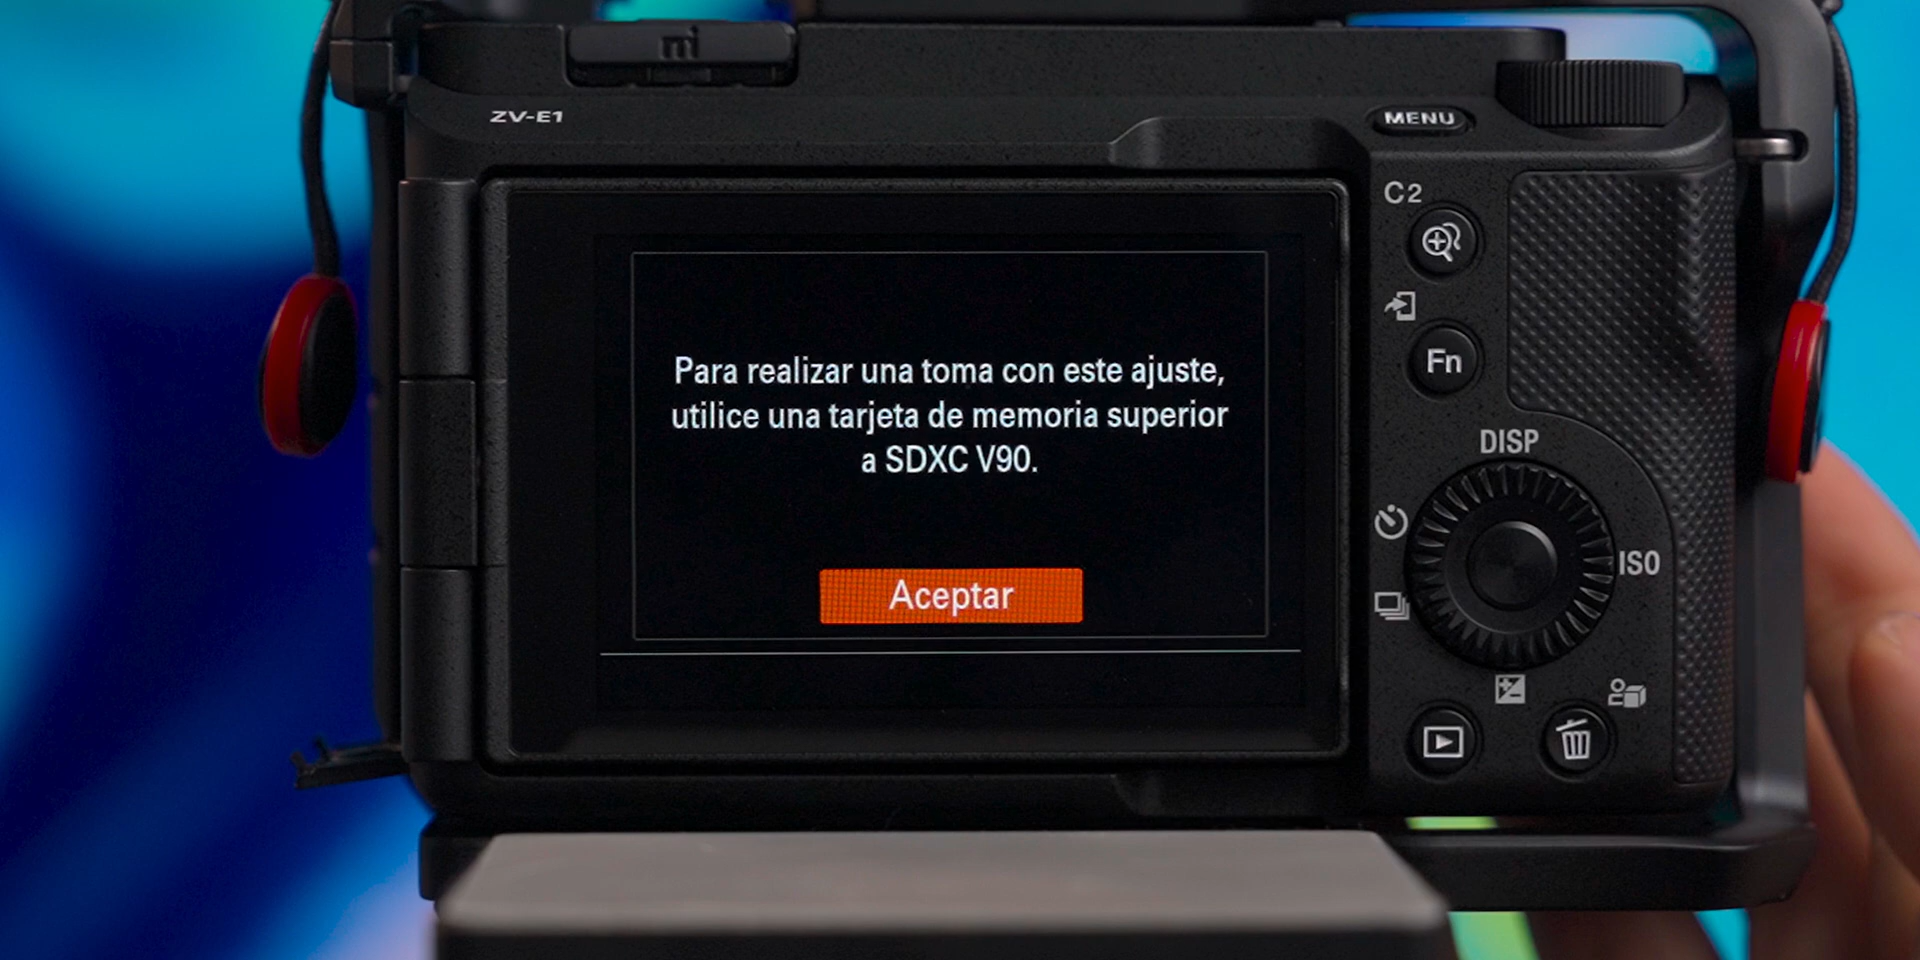 mi
ZV-E1
MENU
C2
Para realizar una toma con este ajuste,
utilice una tarjeta de memoria superior
a SDXC V90.
Aceptar
Fn
DISP
ISO